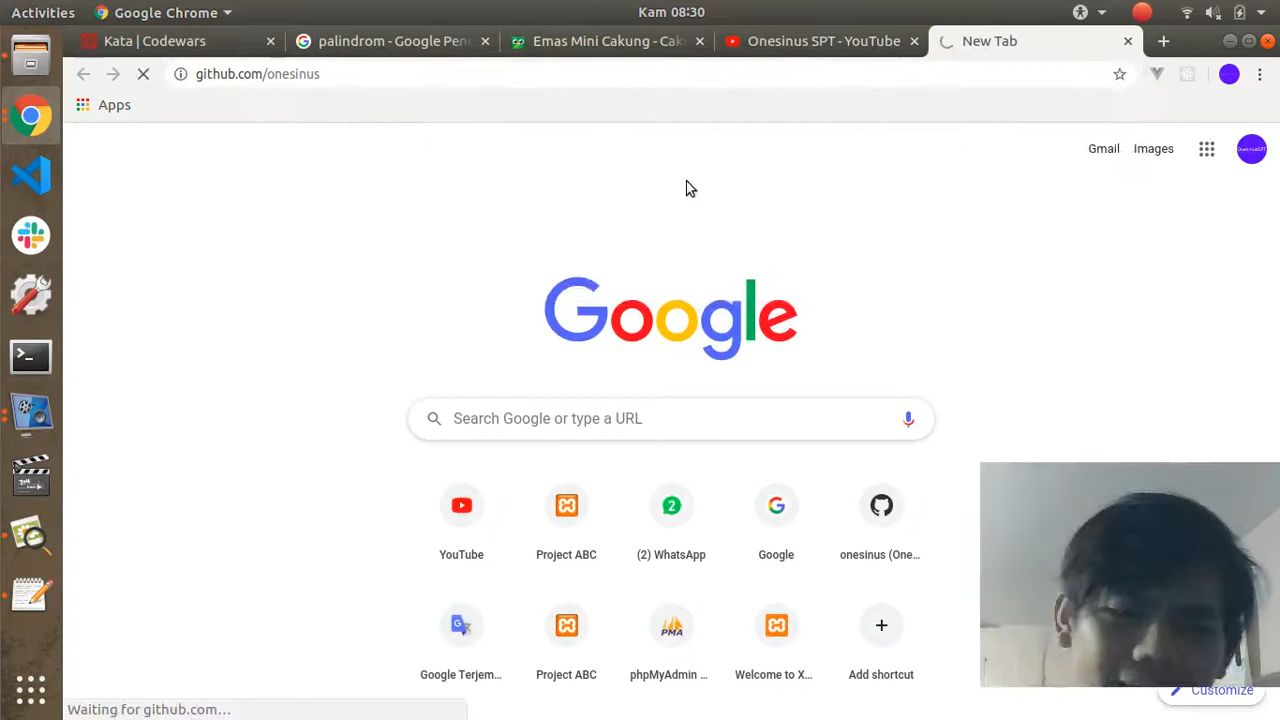 Activities
Google Chrome
Kam 08:30
Kata | Codewars
palindrom - Google Pen
Emas Mini Cakung - Cak
Onesinus SPT - YouTube
New Tab
github.com/onesinus
Apps
Gmail
Images
Google
Search Google or type a URL
2
YouTube
Project ABC
(2) WhatsApp
Google
onesinus (One...
G
PMA
Google Terjem...
Project ABC
phpMyAdmin ...
Welcome to X...
Add shortcut
Customize
Waiting for github.com...